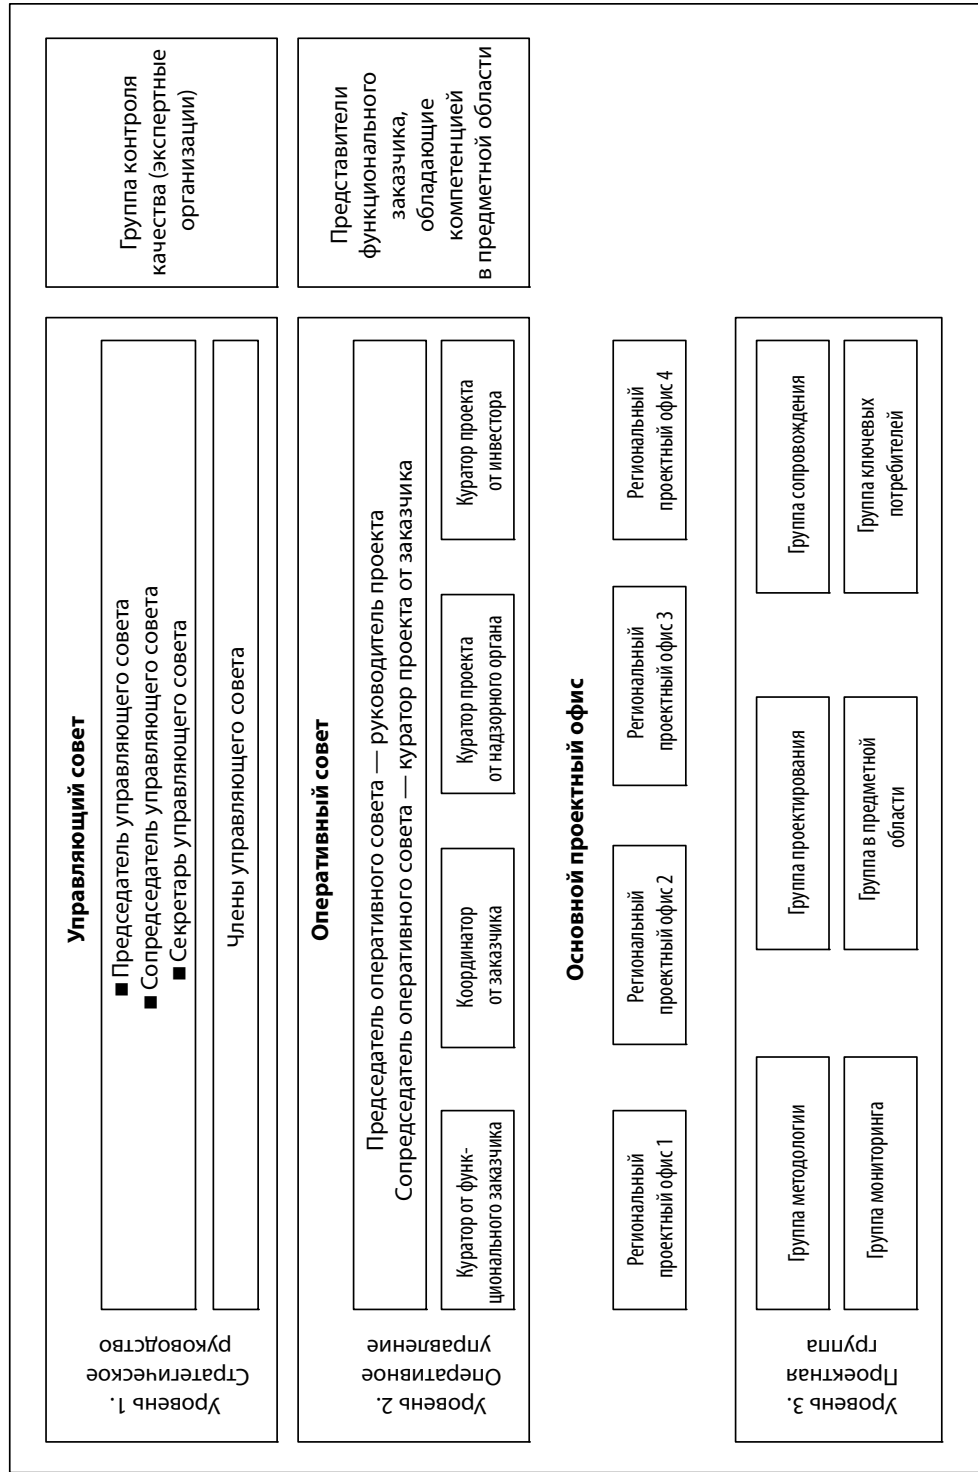 Уровень 1.
Стратегическое
руководство
Управляющий совет
■ Председатель управляющего совета
■ Сопредседатель управляющего совета
■ Секретарь управляющего совета
Члены управляющего совета
Группа контроля
качества (экспертные
организации)
Уровень 2.
Оперативное
управление
Оперативный совет
Председатель оперативного совета — руководитель проекта
Сопредседатель оперативного совета — куратор проекта от заказчика
Куратор от функ-
ционального заказчика
Координатор
от заказчика
Куратор проекта
от надзорного органа
Куратор проекта
от инвестора
Представители
функционального
заказчика,
обладающие
компетенцией
в предметной области
Основной проектный офис
Региональный
проектный офис 1
Региональный
проектный офис 2
Региональный
проектный офис 3
Региональный
проектный офис 4
Уровень 3.
Проектная
группа
Группа методологии
Группа проектирования
Группа сопровождения
Группа мониторинга
Группа в предметной
области
Группа ключевых
потребителей